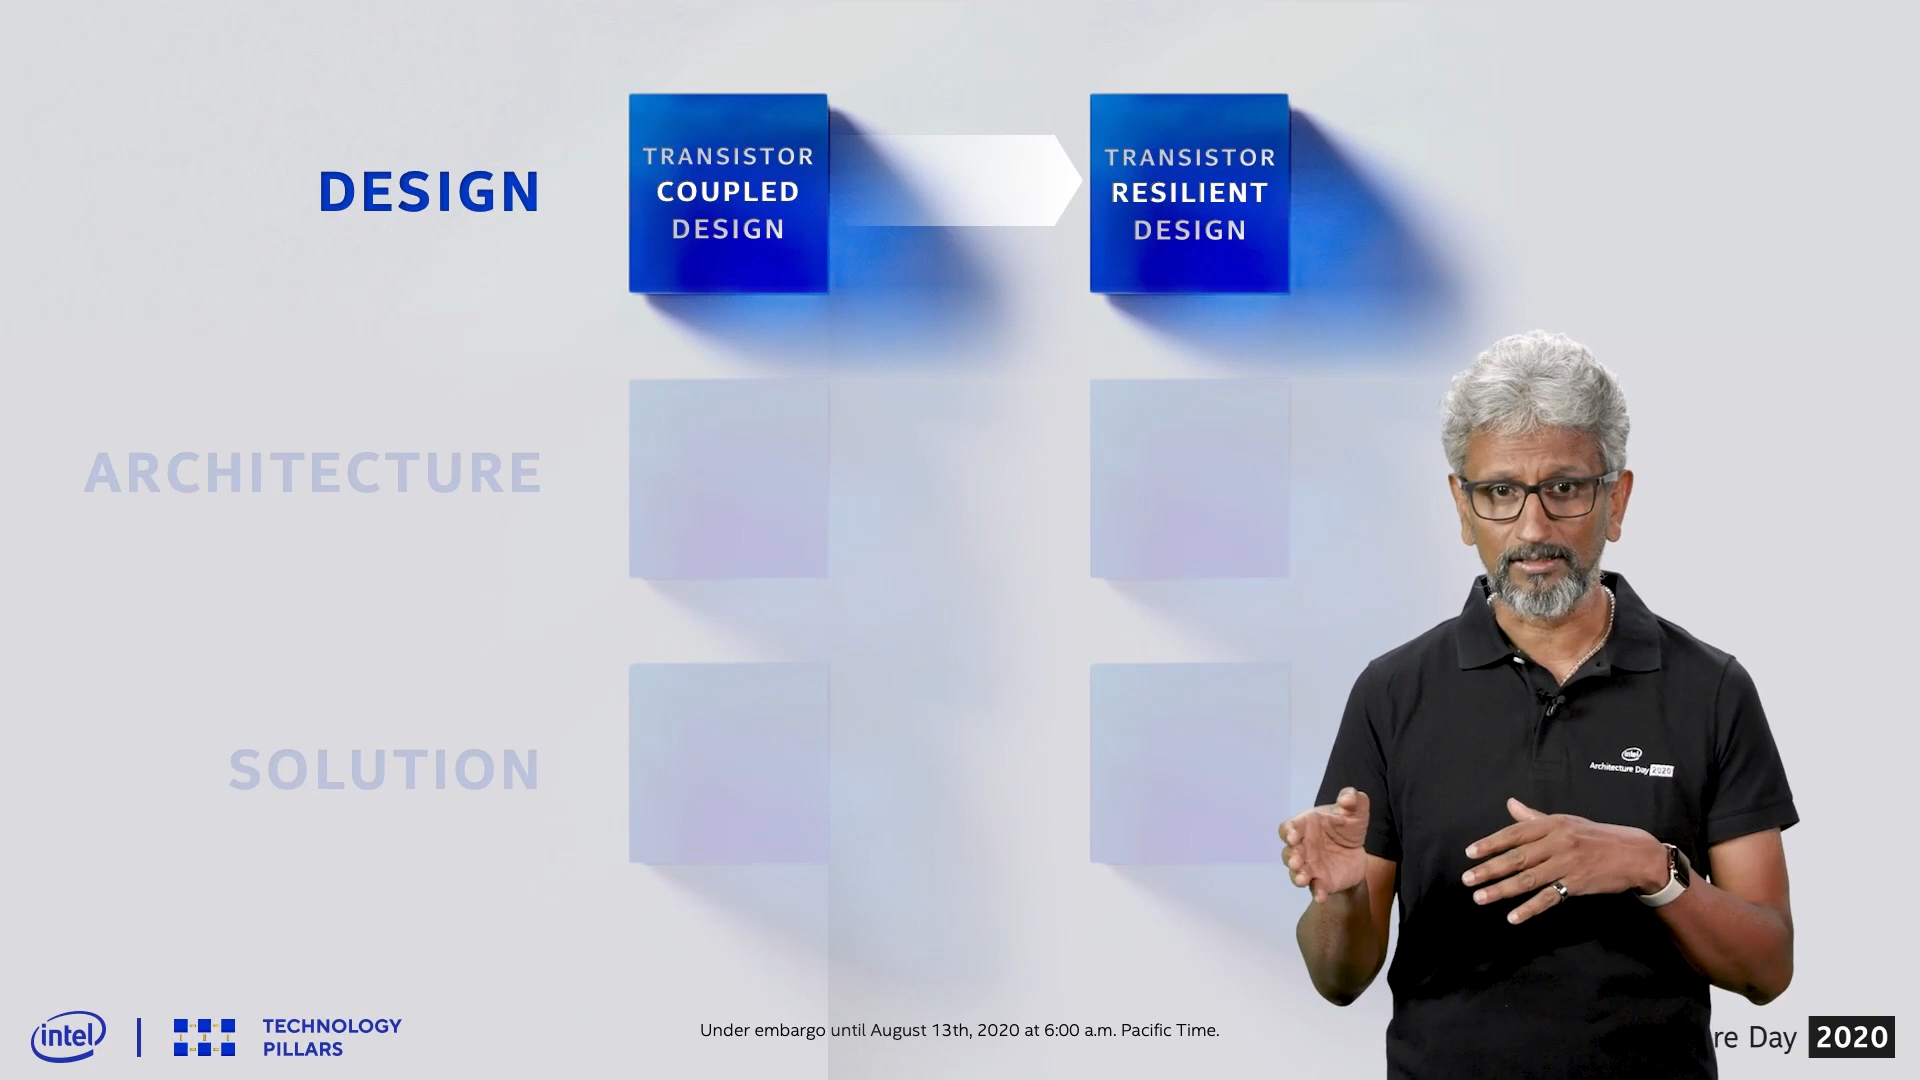 DESIGN
TRANSISTOR
COUPLED
DESIGN
TRANSISTOR
RESILIENT
DESIGN
ARCHITECTURE
SOLUTION
intel
Architecture Day 2020
intel
TECHNOLOGY
PILLARS
Under embargo until August 13th, 2020 at 6:00 a.m. Pacific Time.
re Day 2020